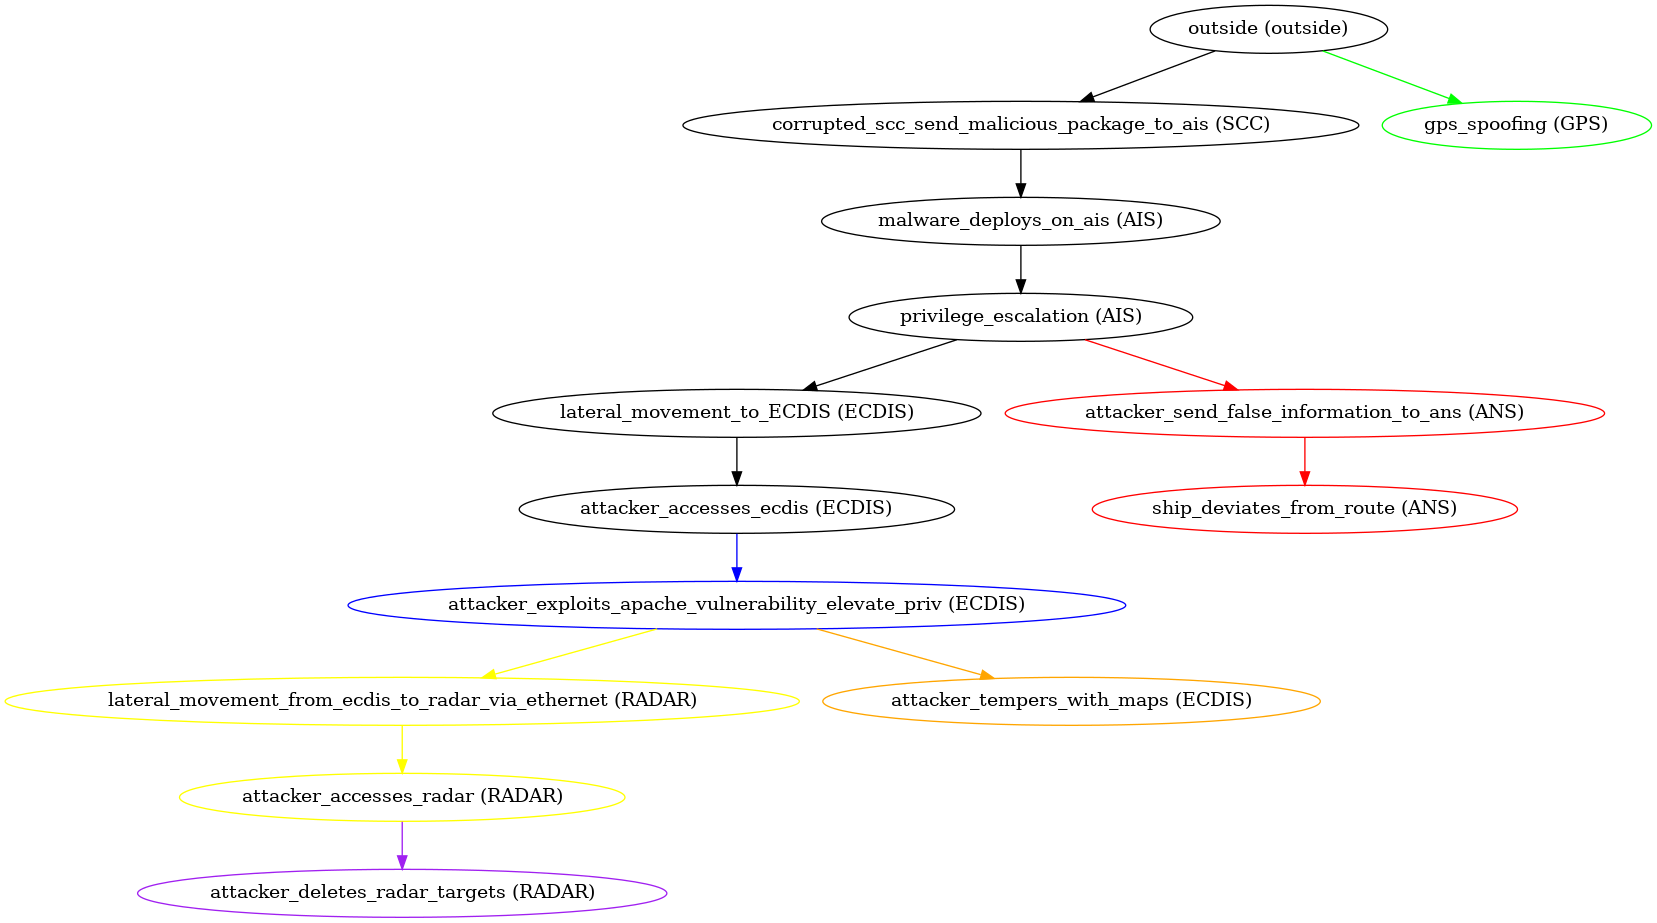 outside (outside)
corrupted_scc_send_malicious_package_to_ais (SCC)
gps_spoofing (GPS)
malware_deploys_on_ais (AIS)
privilege_escalation (AIS)
lateral_movement_to_ECDIS (ECDIS)
attacker_send_false_information_to_ans (ANS)
attacker_accesses_ecdis (ECDIS)
ship_deviates_from_route (ANS)
attacker_exploits_apache_vulnerability_elevate_priv (ECDIS)
lateral_movement_from_ecdis_to_radar_via_ethernet (RADAR)
attacker_tempers_with_maps (ECDIS)
attacker_accesses_radar (RADAR)
attacker_deletes_radar_targets (RADAR)